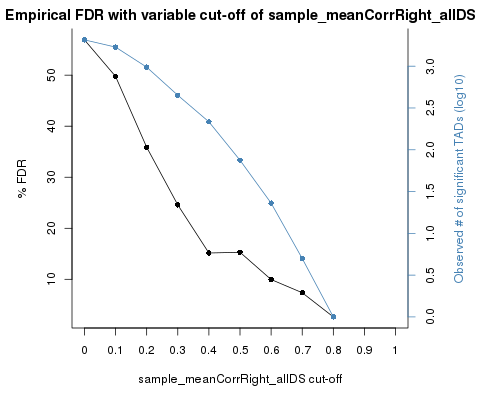 Empirical FDR with variable cut-off of sample_meanCorrRight_allDS
% FDR
50
40
30
20
10
3.0
2.5
2.0
1.5
1.0
0.5
0.0
Observed # of significant TADs (log10)
0 0.1 0.2 0.3 0.4 0.5 0.6 0.7 0.8 0.9 1
sample_meanCorrRight_allDS cut-off